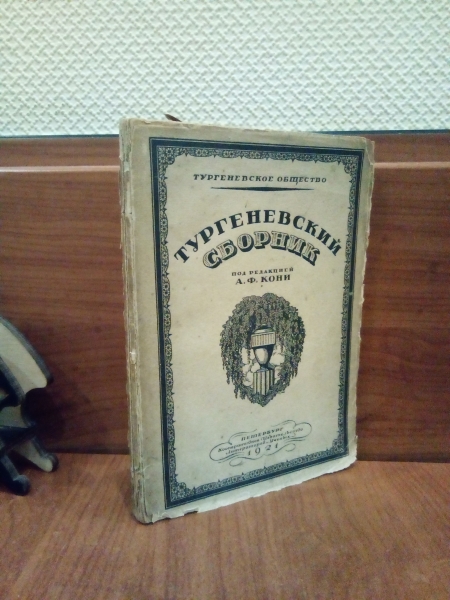 ТУРГЕНЕВСКОЕ ОБЩЕСТВО
ТУРГЕНЕВСКИЙ
СБОРНИК
ПОД РЕДАКЦИЕЙ
А. Ф. КОНИ
ПЕТЕРБУРГ
1921